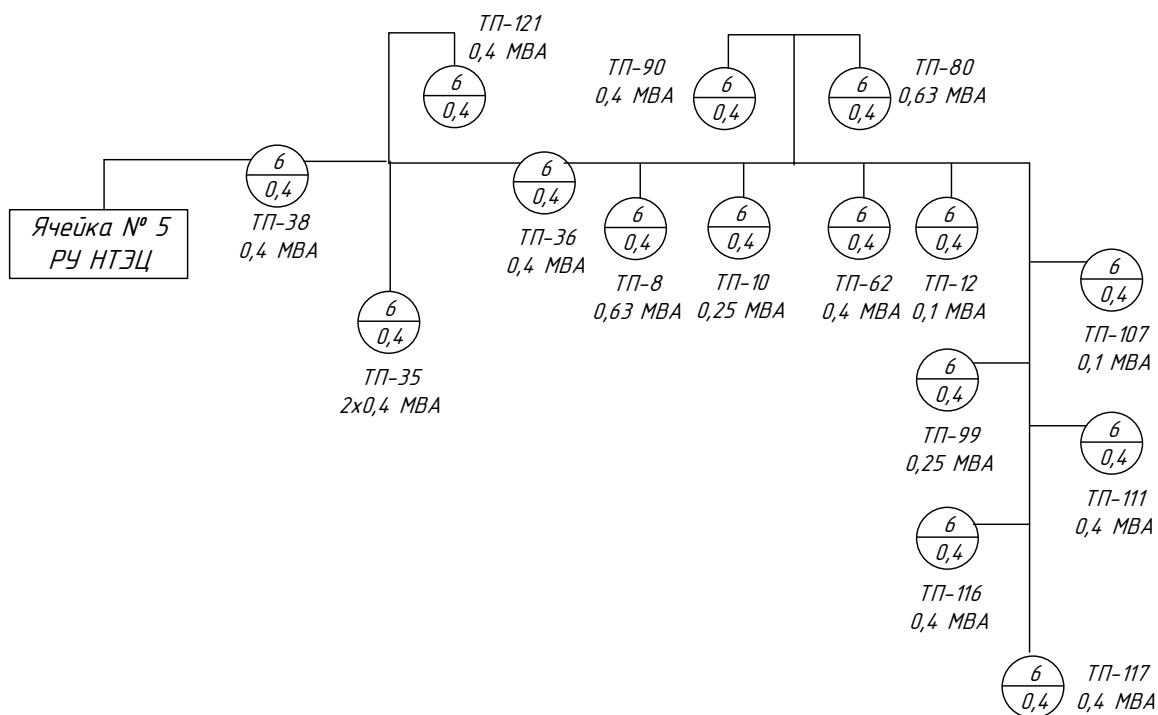 ТП-121
0,4 МВА
6
0,4
ТП-90
0,4 МВА
6
0,4
ТП-80
0,63 МВА
6
0,4
Ячейка № 5
РУ НТЭЦ
6
0,4
ТП-38
0,4 МВА
6
0,4
ТП-35
2х0,4 МВА
6
0,4
ТП-36
0,4 МВА
6
0,4
ТП-8
0,63 МВА
6
0,4
ТП-10
0,25 МВА
6
0,4
ТП-62
0,4 МВА
6
0,4
ТП-12
0,1 МВА
6
0,4
ТП-107
0,1 МВА
6
0,4
ТП-99
0,25 МВА
6
0,4
ТП-111
0,4 МВА
6
0,4
ТП-116
0,4 МВА
6
0,4
ТП-117
0,4 МВА